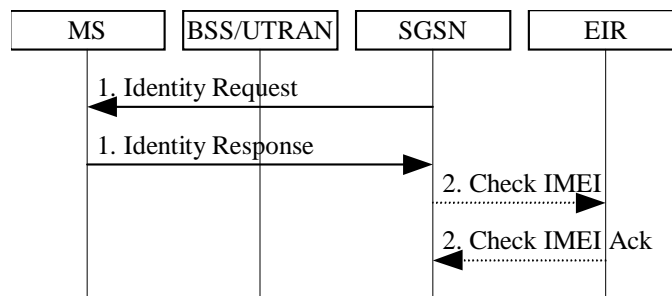 MS BSS/UTRAN SGSN EIR
1. Identity Request
1. Identity Response
2. Check IMEI
2. Check IMEI Ack